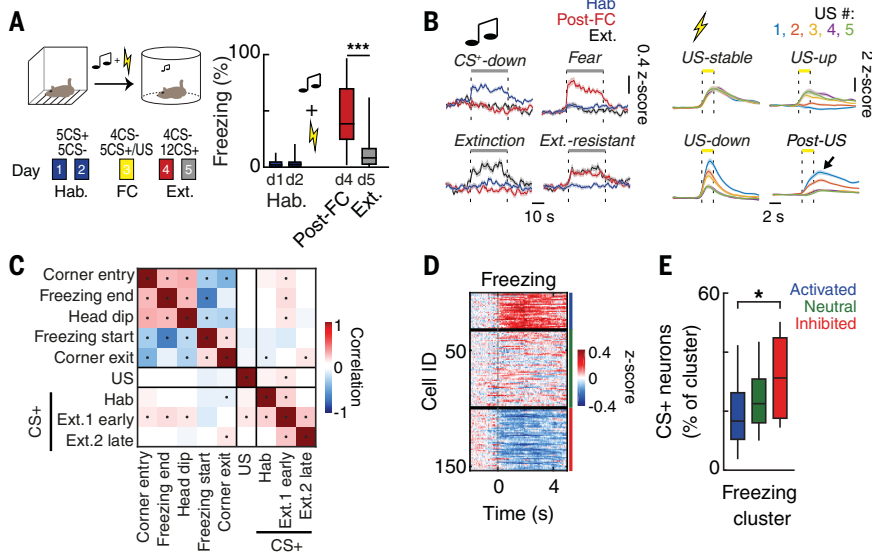 A
5CS+
5CS-
4CS-
5CS+/US
4CS-
12CS+
Day
1
2
3
4
5
Hab.
FC
Ext.
Freezing (%)
100
50
0
+
***
d1
d2
d4
d5
Hab.
Post-FC
Ext.
B
Hab
Post-FC
Ext.
CS+-down
Fear
0.4 z-score
Extinction
Ext.-resistant
10 s
US #:
1, 2, 3, 4, 5
US-stable
US-up
2 z-score
US-down
Post-US
2 s
C
Corner entry
Freezing end
Head dip
Freezing start
Corner exit
US
Hab
Ext.1 early
Ext.2 late
CS+
Corner entry
Freezing end
Head dip
Freezing start
Corner exit
US
Hab
Ext.1 early
Ext.2 late
CS+
1
0
-1
Correlation
D
Freezing
Cell ID
50
150
0
4
Time (s)
0.4
0
-0.4
z-score
E
Activated
Neutral
Inhibited
*
CS+ neurons
(% of cluster)
60
0
Freezing
cluster